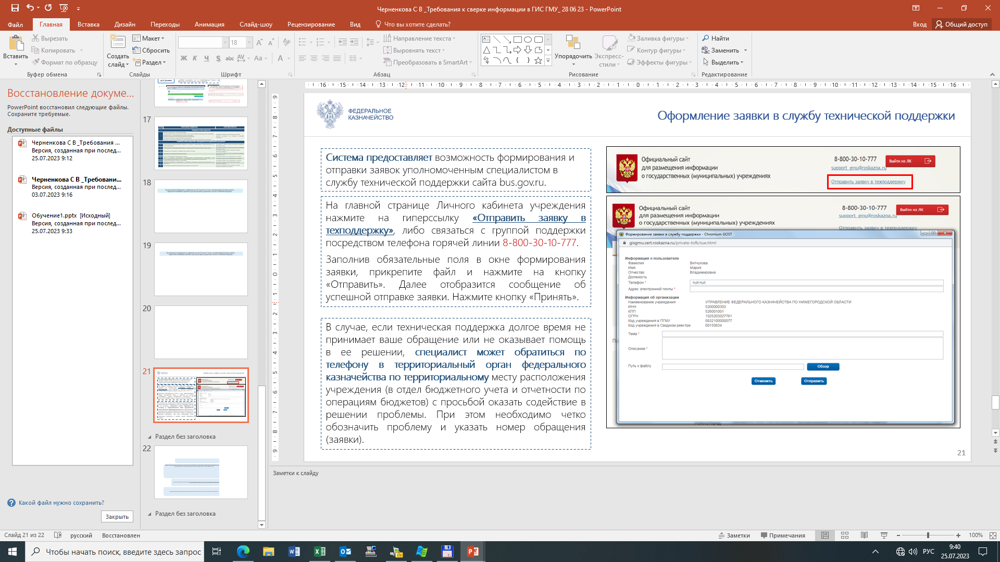 Черненкова С В _Требования к сверке информации в ГИС ГМУ_ 28 06 23 - PowerPoint
Файл Главная Вставка Дизайн Переходы Анимация Слайд-шоу Рецензирование Вид Что вы хотите сделать? Вход Общий доступ
Вставить
Вырезать
Копировать
Формат по образцу
Буфер обмена
Создать слайд
Макет
Сбросить
Раздел
Слайды
18
Ж К Ч S abc AV Aa А
Шрифт
Направление текста
Выровнять текст
Преобразовать в SmartArt
Абзац
Упорядочить
Экспресс-стили
Заливка фигуры
Контур фигуры
Эффекты фигуры
Рисование
Найти
Заменить
Выделить
Редактирование
Восстановление докуме...
PowerPoint восстановил следующие файлы.
Сохраните требуемые.
Доступные файлы
Черненкова С В _Требования ...
Версия, созданная при послед...
25.07.2023 9:12
Черненкова С В _Требовани...
Версия, созданная при послед...
03.07.2023 9:16
Обучение1.pptx [Исходный]
Версия, созданная при послед...
25.07.2023 9:33
Какой файл нужно сохранить?
Закрыть
17
18
19
20
21
Раздел без заголовка
22
Раздел без заголовка
ФЕДЕРАЛЬНОЕ
КАЗНАЧЕЙСТВО
Оформление заявки в службу технической поддержки
Система предоставляет возможность формирования и
отправки заявок уполномоченным специалистом в
службу технической поддержки сайта bus.gov.ru.
На главной странице Личного кабинета учреждения
нажмите на гиперссылку «Отправить заявку в
техподдержку», либо связаться с группой поддержки
посредством телефона горячей линии 8-800-30-10-777.
Заполнив обязательные поля в окне формирования
заявки, прикрепите файл и нажмите на кнопку
«Отправить». Далее отобразится сообщение об
успешной отправке заявки. Нажмите кнопку «Принять».
В случае, если техническая поддержка долгое время не
принимает ваше обращение или не оказывает помощь
в ее решении, специалист может обратиться по
телефону в территориальный орган федерального
казначейства по территориальному месту расположения
учреждения (в отдел бюджетного учета и отчетности по
операциям бюджетов) с просьбой оказать содействие в
решении проблемы. При этом необходимо четко
обозначить проблему и указать номер обращения
(заявки).
Официальный сайт
для размещения информации
о государственных (муниципальных) учреждениях
8-800-30-10-777
support_gmu@roskazna.ru
Выйти из ЛК
Отправить заявку в техподдержку
Официальный сайт
для размещения информации
о государственных (муниципальных) учреждениях
8-800-30-10-777
support_gmu@roskazna.ru
Выйти из ЛК
Отправить заявку в техподдержку
Формирование заявки в службу поддержки - Chromium GOST
gisgmu.cert.roskazna.ru/private-tofk/sue.html
Информация о пользователе
Фамилия Витчукова
Имя Мария
Отчество Владимировна
Должность
Телефон * null-null
Адрес электронной почты *
Информация об организации
Наименование учреждения УПРАВЛЕНИЕ ФЕДЕРАЛЬНОГО КАЗНАЧЕЙСТВА ПО НИЖЕГОРОДСКОЙ ОБЛАСТИ
ИНН 5200000303
КПП 526001001
ОГРН 1025203027761
Код учреждения в ПГМУ 0832100000077
Код учреждения в Сводном реестре 00150834
Тема *
Описание *
Путь к файлу
Обзор
Отменить
Отправить
21
Заметки к слайду
Слайд 21 из 22 русский Восстановлен Заметки Примечания 100%
Чтобы начать поиск, введите здесь запрос
РУС
9:40
25.07.2023